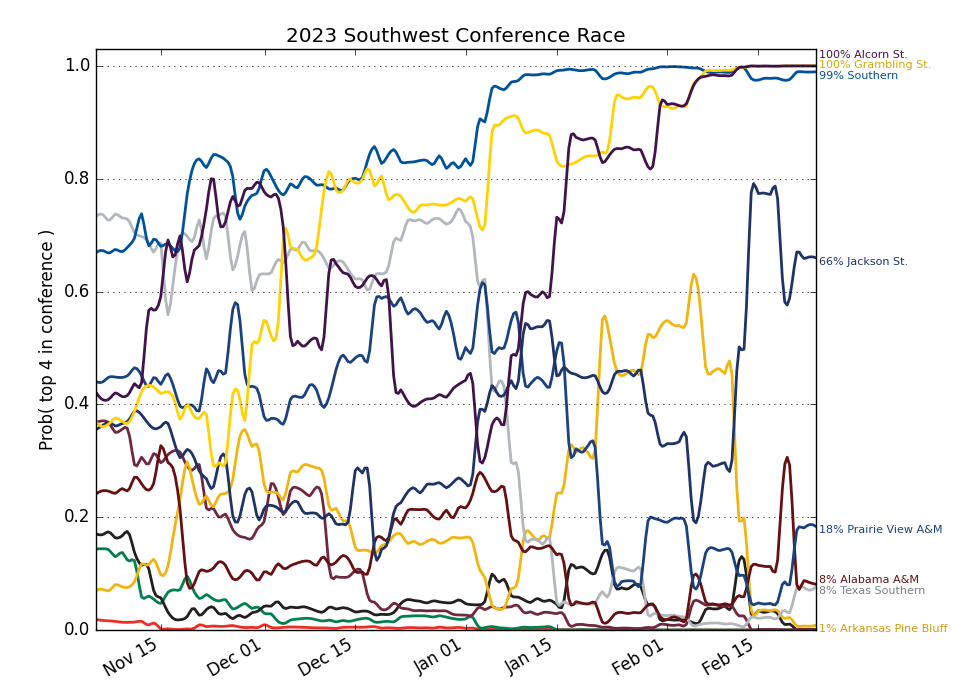 2023 Southwest Conference Race
Prob( top 4 in conference )
1.0
0.8
0.6
0.4
0.2
0.0
Nov 15
Dec 01
Dec 15
Jan 01
Jan 15
Feb 01
Feb 15
100% Alcorn St.
100% Grambling St.
99% Southern
66% Jackson St.
18% Prairie View A&M
8% Alabama A&M
8% Texas Southern
1% Arkansas Pine Bluff